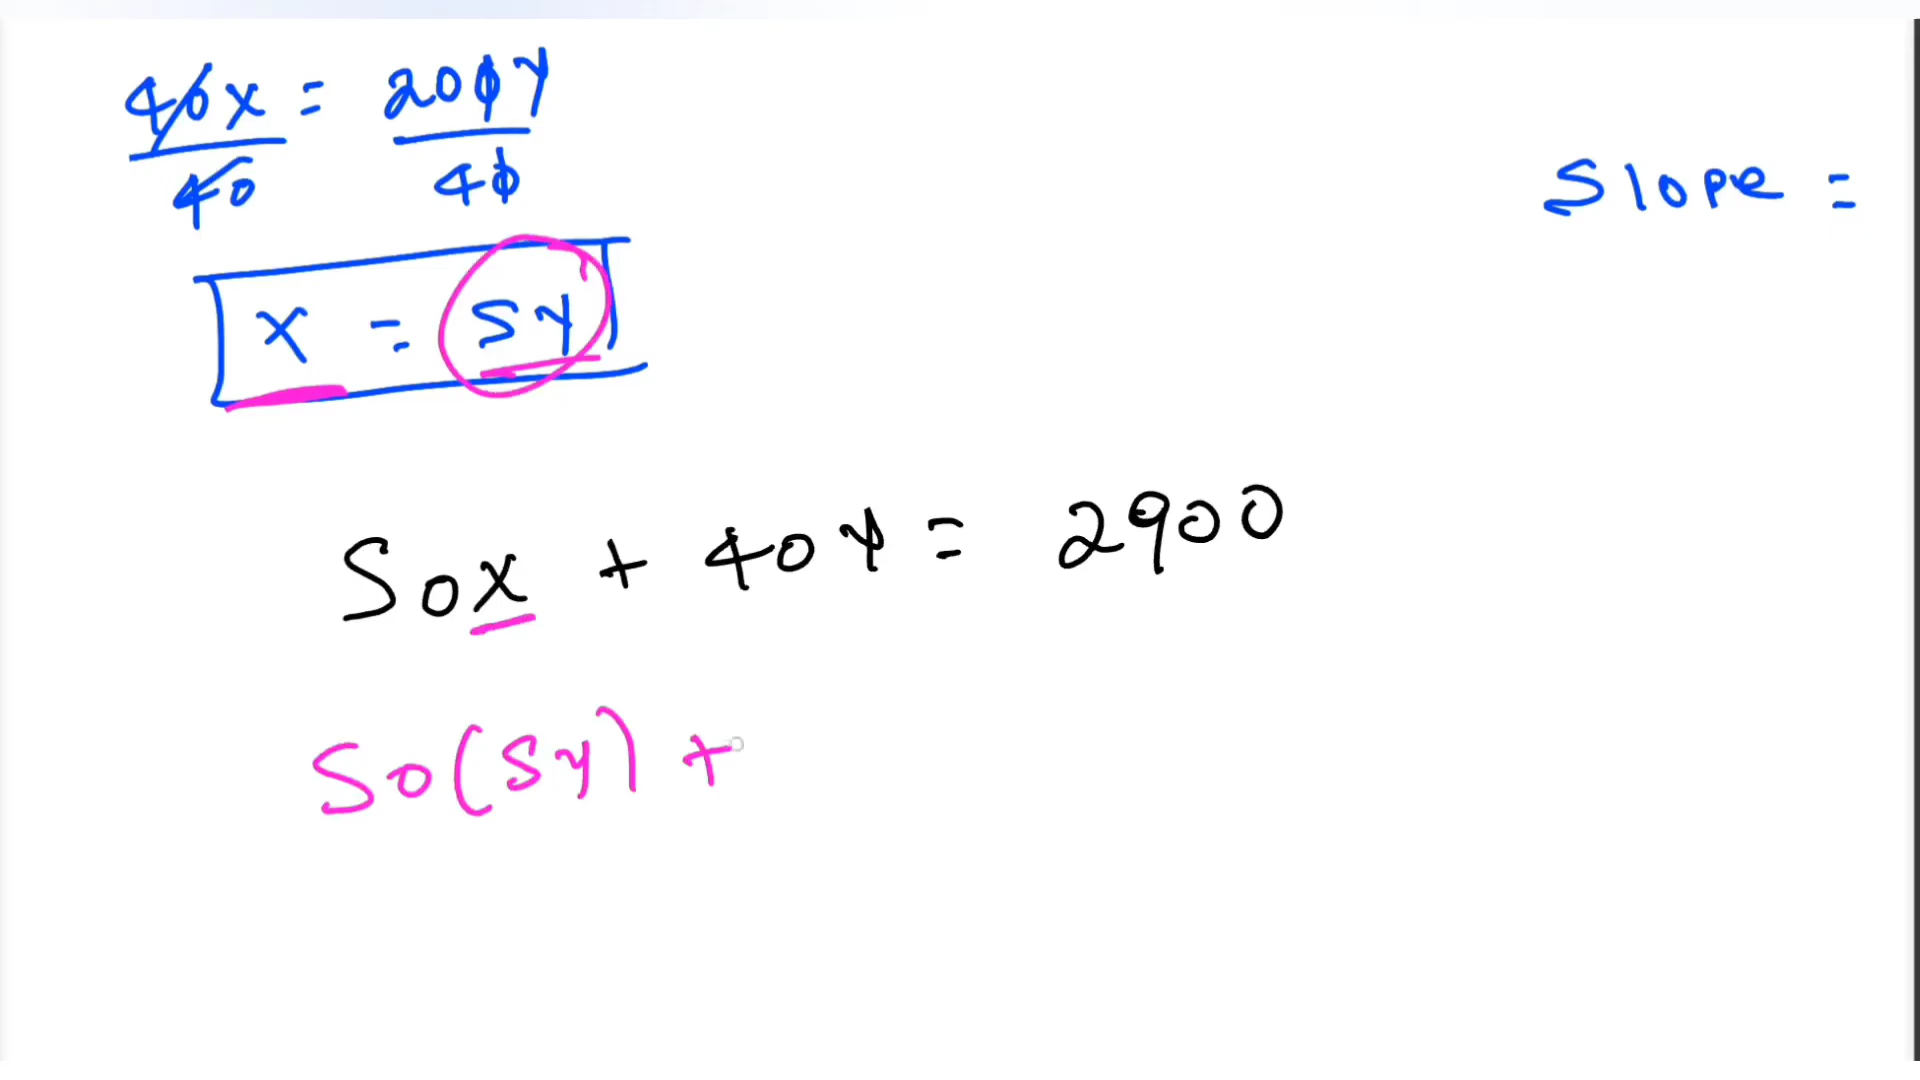 40x = 200y
40 40
x = 5y
Slope =
50x + 40y = 2900
50(5y) +